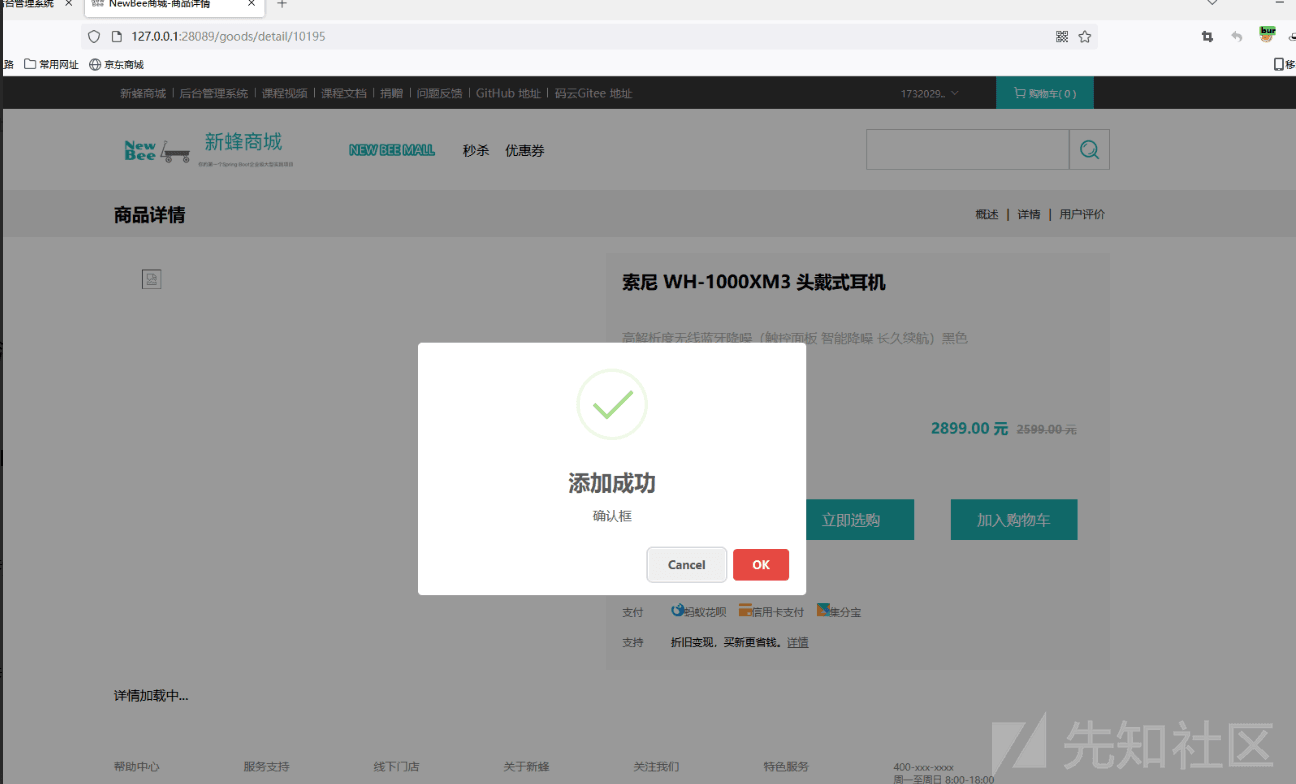 后台管理系统 × NewBee商城-商品详情 × +
127.0.0.1:28089/goods/detail/10195
路 常用网址 京东商城 移
新蜂商城 | 后台管理系统 | 课程视频 | 课程文档 | 捐赠 | 问题反馈 | GitHub 地址 | 码云Gitee 地址 1732029... 购物车( 0 )
New Bee 新蜂商城 NEW BEE MALL 秒杀 优惠券
商品详情 概述 | 详情 | 用户评价
索尼 WH-1000XM3 头戴式耳机
高解析度无线蓝牙降噪（触控面板 智能降噪 长久续航）黑色
2899.00 元 2599.00 元
添加成功
确认框
Cancel OK
立即选购 加入购物车
支付 蚂蚁花呗 信用卡支付 集分宝
支持 折旧变现，买新更省钱。详情
详情加载中...
帮助中心 服务支持 线下门店 关于新蜂 关注我们 特色服务 400-xxx-xxxx
周一至周日 8:00-18:00
先知社区